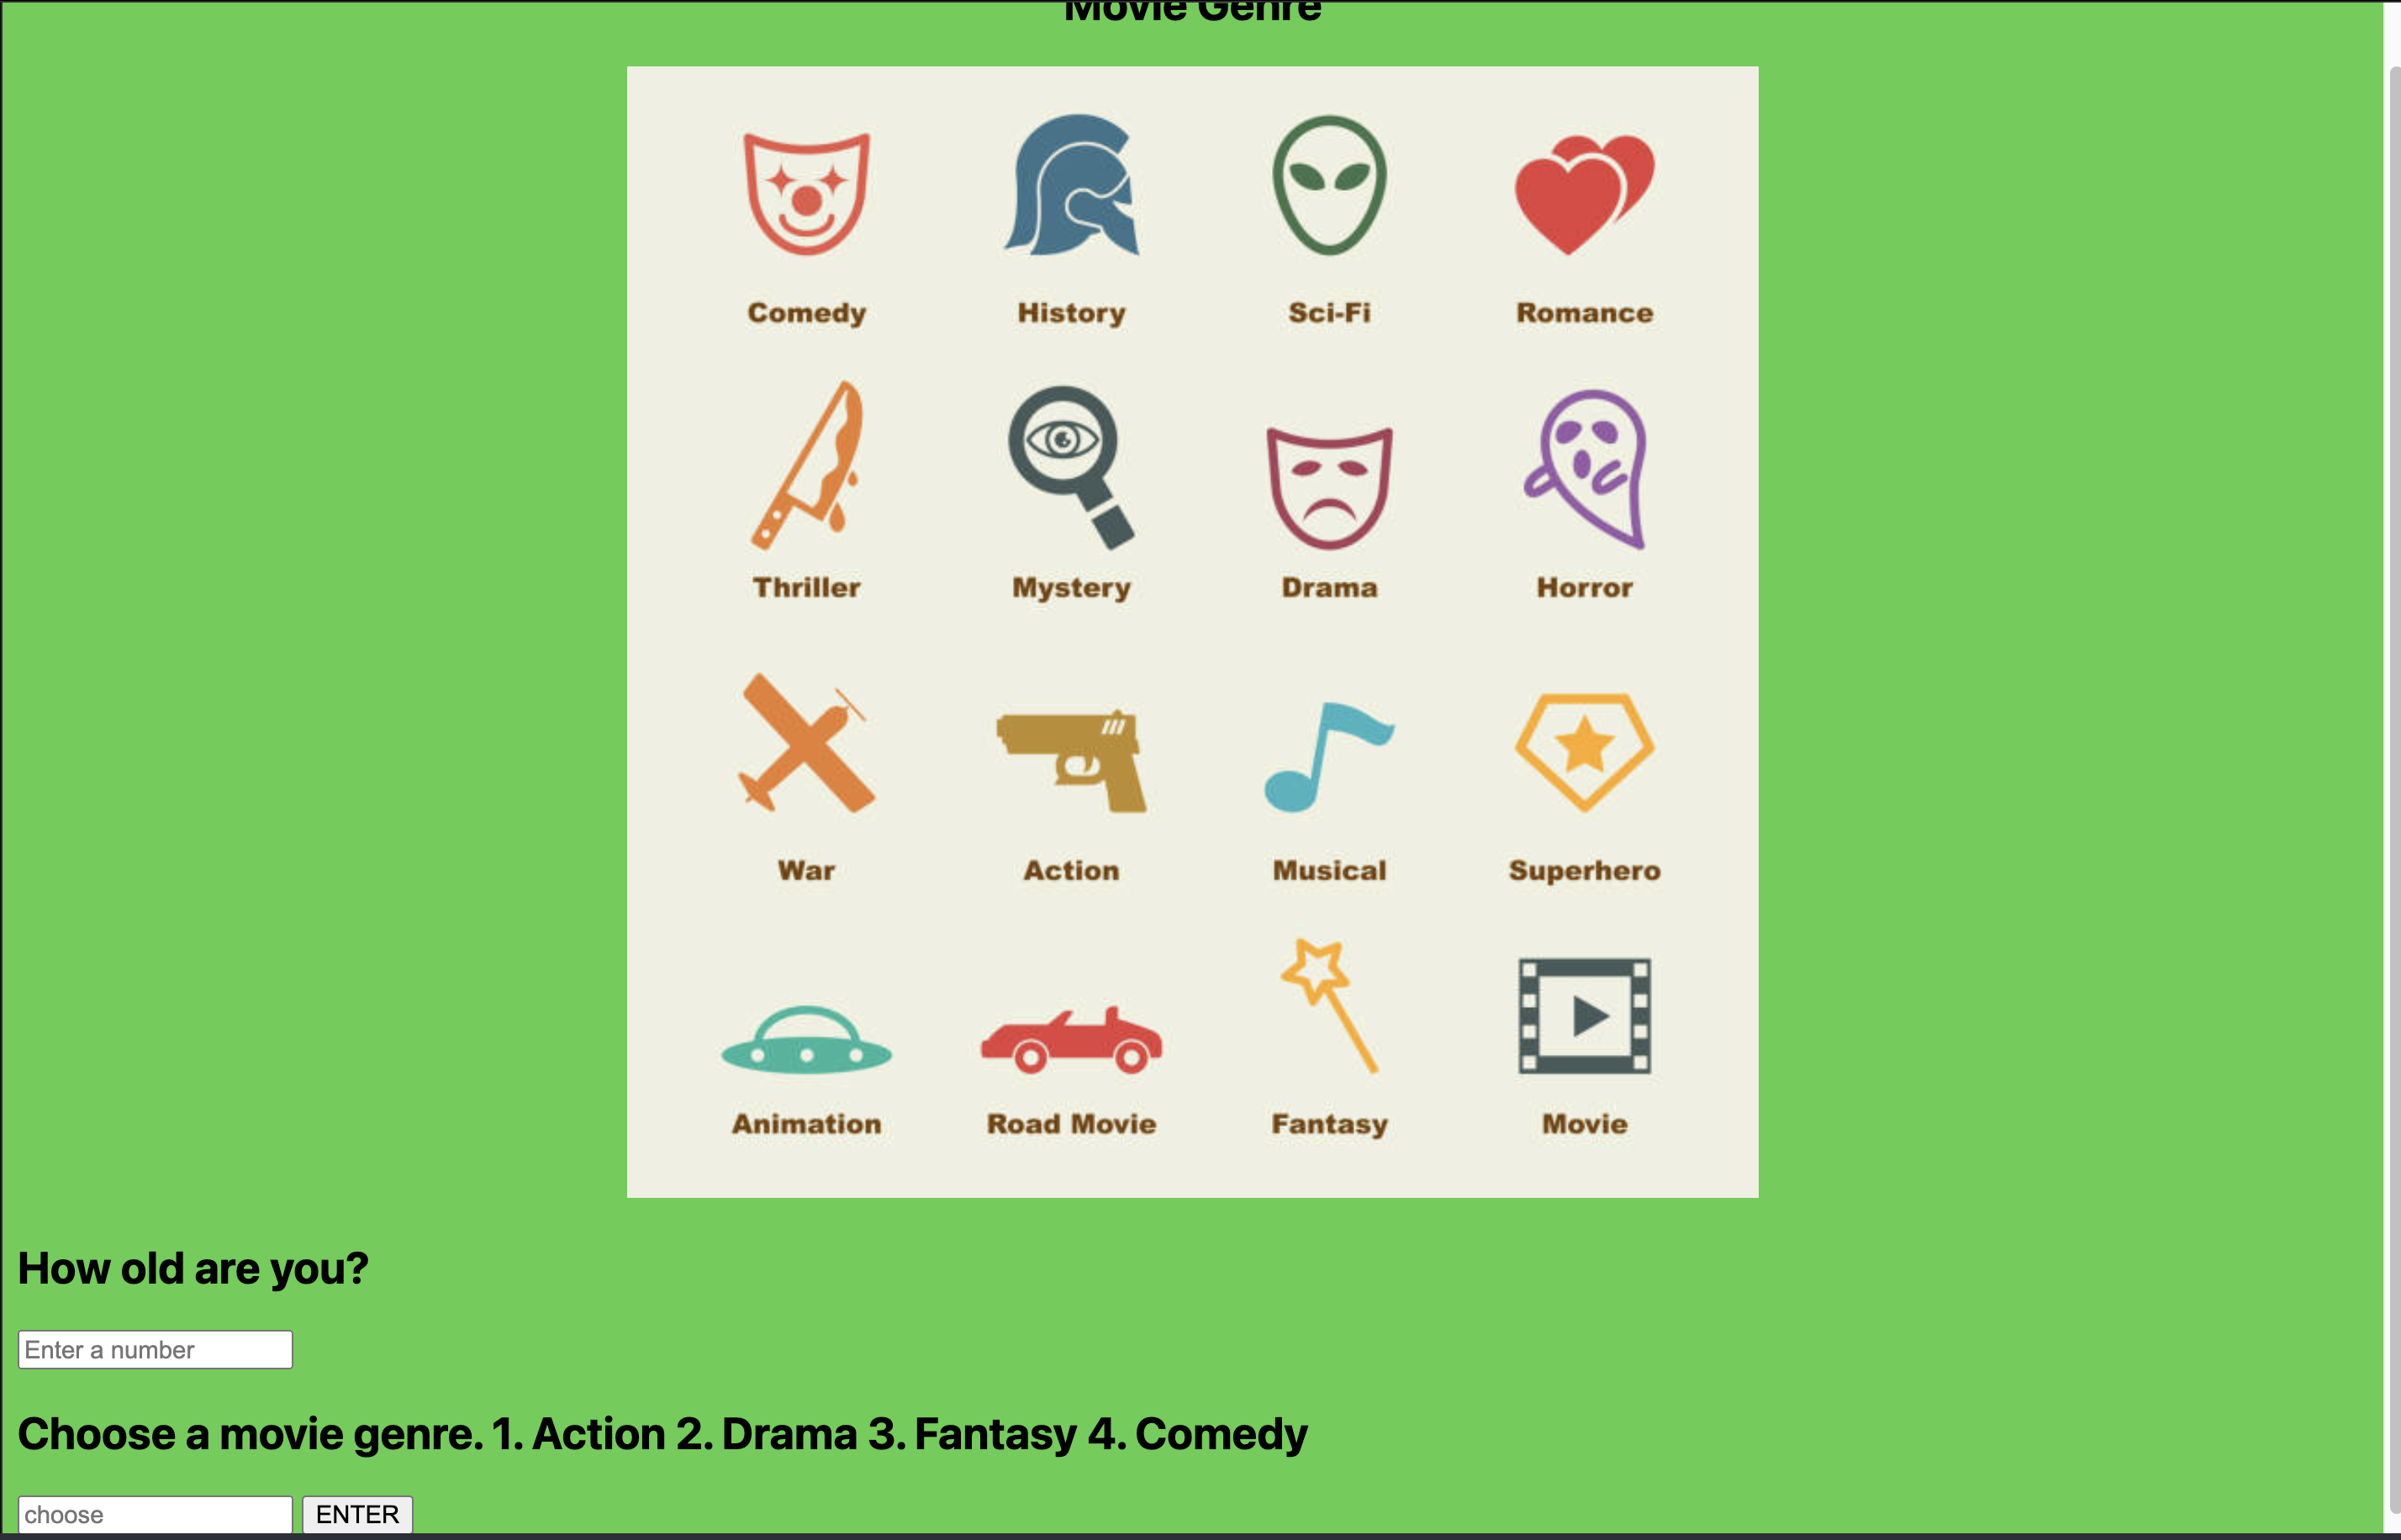 Movie Genre
Comedy History Sci-Fi Romance
Thriller Mystery Drama Horror
War Action Musical Superhero
Animation Road Movie Fantasy Movie
How old are you?
Enter a number
Choose a movie genre. 1. Action 2. Drama 3. Fantasy 4. Comedy
choose ENTER